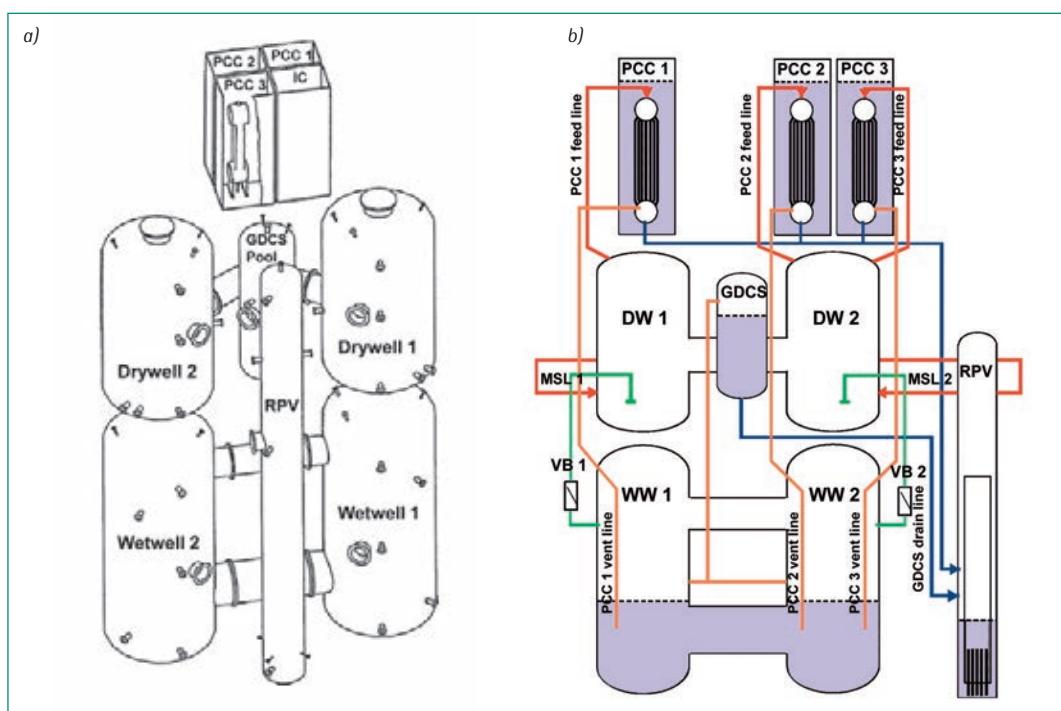 a)
PCC 2
PCC 1
PCC 3
IC
GDCS
Pool
Drywell 2
Drywell 1
RPV
Wetwell 2
Wetwell 1
b)
PCC 1
PCC 2
PCC 3
PCC 1 feed line
PCC 2 feed line
PCC 3 feed line
DW 1
GDCS
DW 2
MSL 1
MSL 2
RPV
VB 1
VB 2
WW 1
WW 2
PCC 1 vent line
PCC 2 vent line
PCC 3 vent line
GDCS drain line